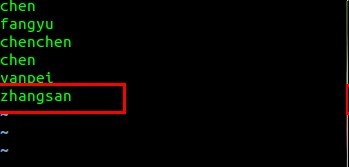 chen
fangyu
chenchen
chen
yanpei
zhangsan
~
~
~